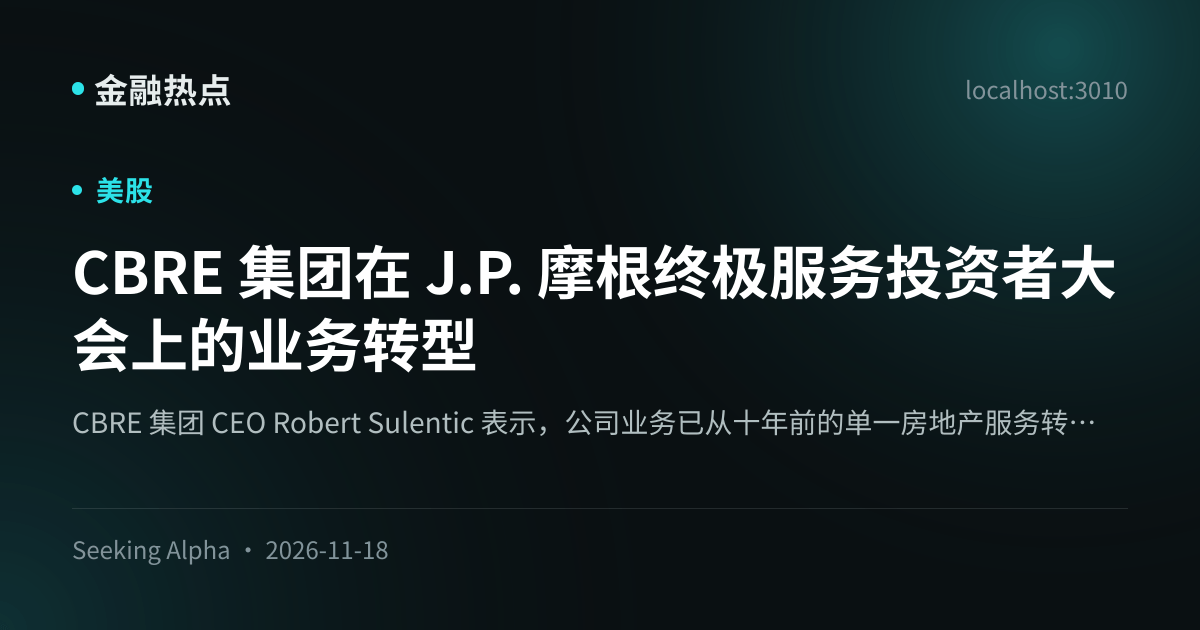 金融热点
localhost:3010
美股
CBRE 集团在 J.P. 摩根终极服务投资者大
会上的业务转型
CBRE 集团 CEO Robert Sulentic 表示，公司业务已从十年前的单一房地产服务转…
Seeking Alpha · 2026-11-18